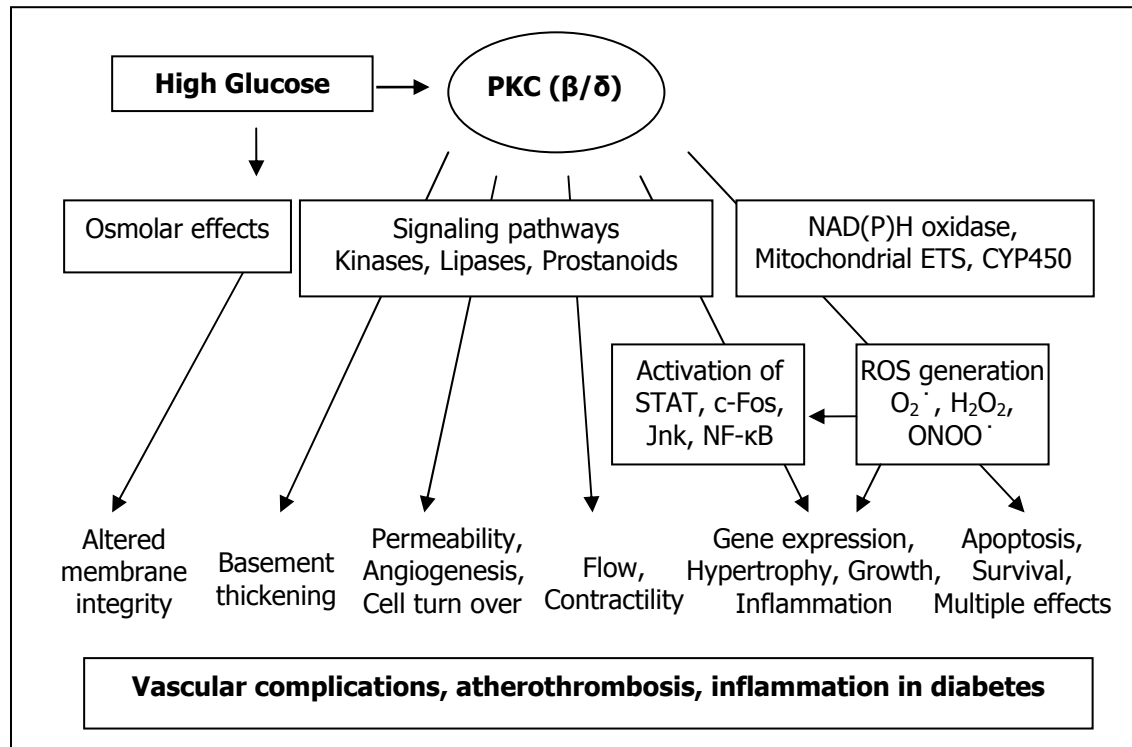 High Glucose
PKC (β/δ)
Osmolar effects
Signaling pathways
Kinases, Lipases, Prostanoids
NAD(P)H oxidase,
Mitochondrial ETS, CYP450
Activation of
STAT, c-Fos,
Jnk, NF-κB
ROS generation
O₂˙, H₂O₂,
ONOO˙
Altered
membrane
integrity
Basement
thickening
Permeability,
Angiogenesis,
Cell turn over
Flow,
Contractility
Gene expression,
Hypertrophy, Growth,
Inflammation
Apoptosis,
Survival,
Multiple effects
Vascular complications, atherothrombosis, inflammation in diabetes